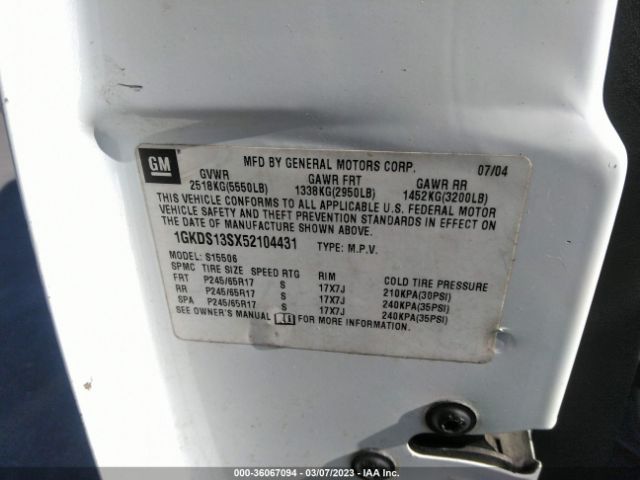 GM
MFD BY GENERAL MOTORS CORP. 07/04
GVWR GAWR FRT GAWR RR
2518KG(5550LB) 1338KG(2950LB) 1452KG(3200LB)
THIS VEHICLE CONFORMS TO ALL APPLICABLE U.S. FEDERAL MOTOR
VEHICLE SAFETY AND THEFT PREVENTION STANDARDS IN EFFECT ON
THE DATE OF MANUFACTURE SHOWN ABOVE.
1GKDS13SX52104431 TYPE: M.P.V.
MODEL: S15506
SPMC TIRE SIZE SPEED RTG RIM COLD TIRE PRESSURE
FRT P245/65R17 S 17X7J 210KPA(30PSI)
RR P245/65R17 S 17X7J 240KPA(35PSI)
SPA P245/65R17 S 17X7J 240KPA(35PSI)
SEE OWNER'S MANUAL FOR MORE INFORMATION.
000-36067094 - 03/07/2023 - IAA Inc.